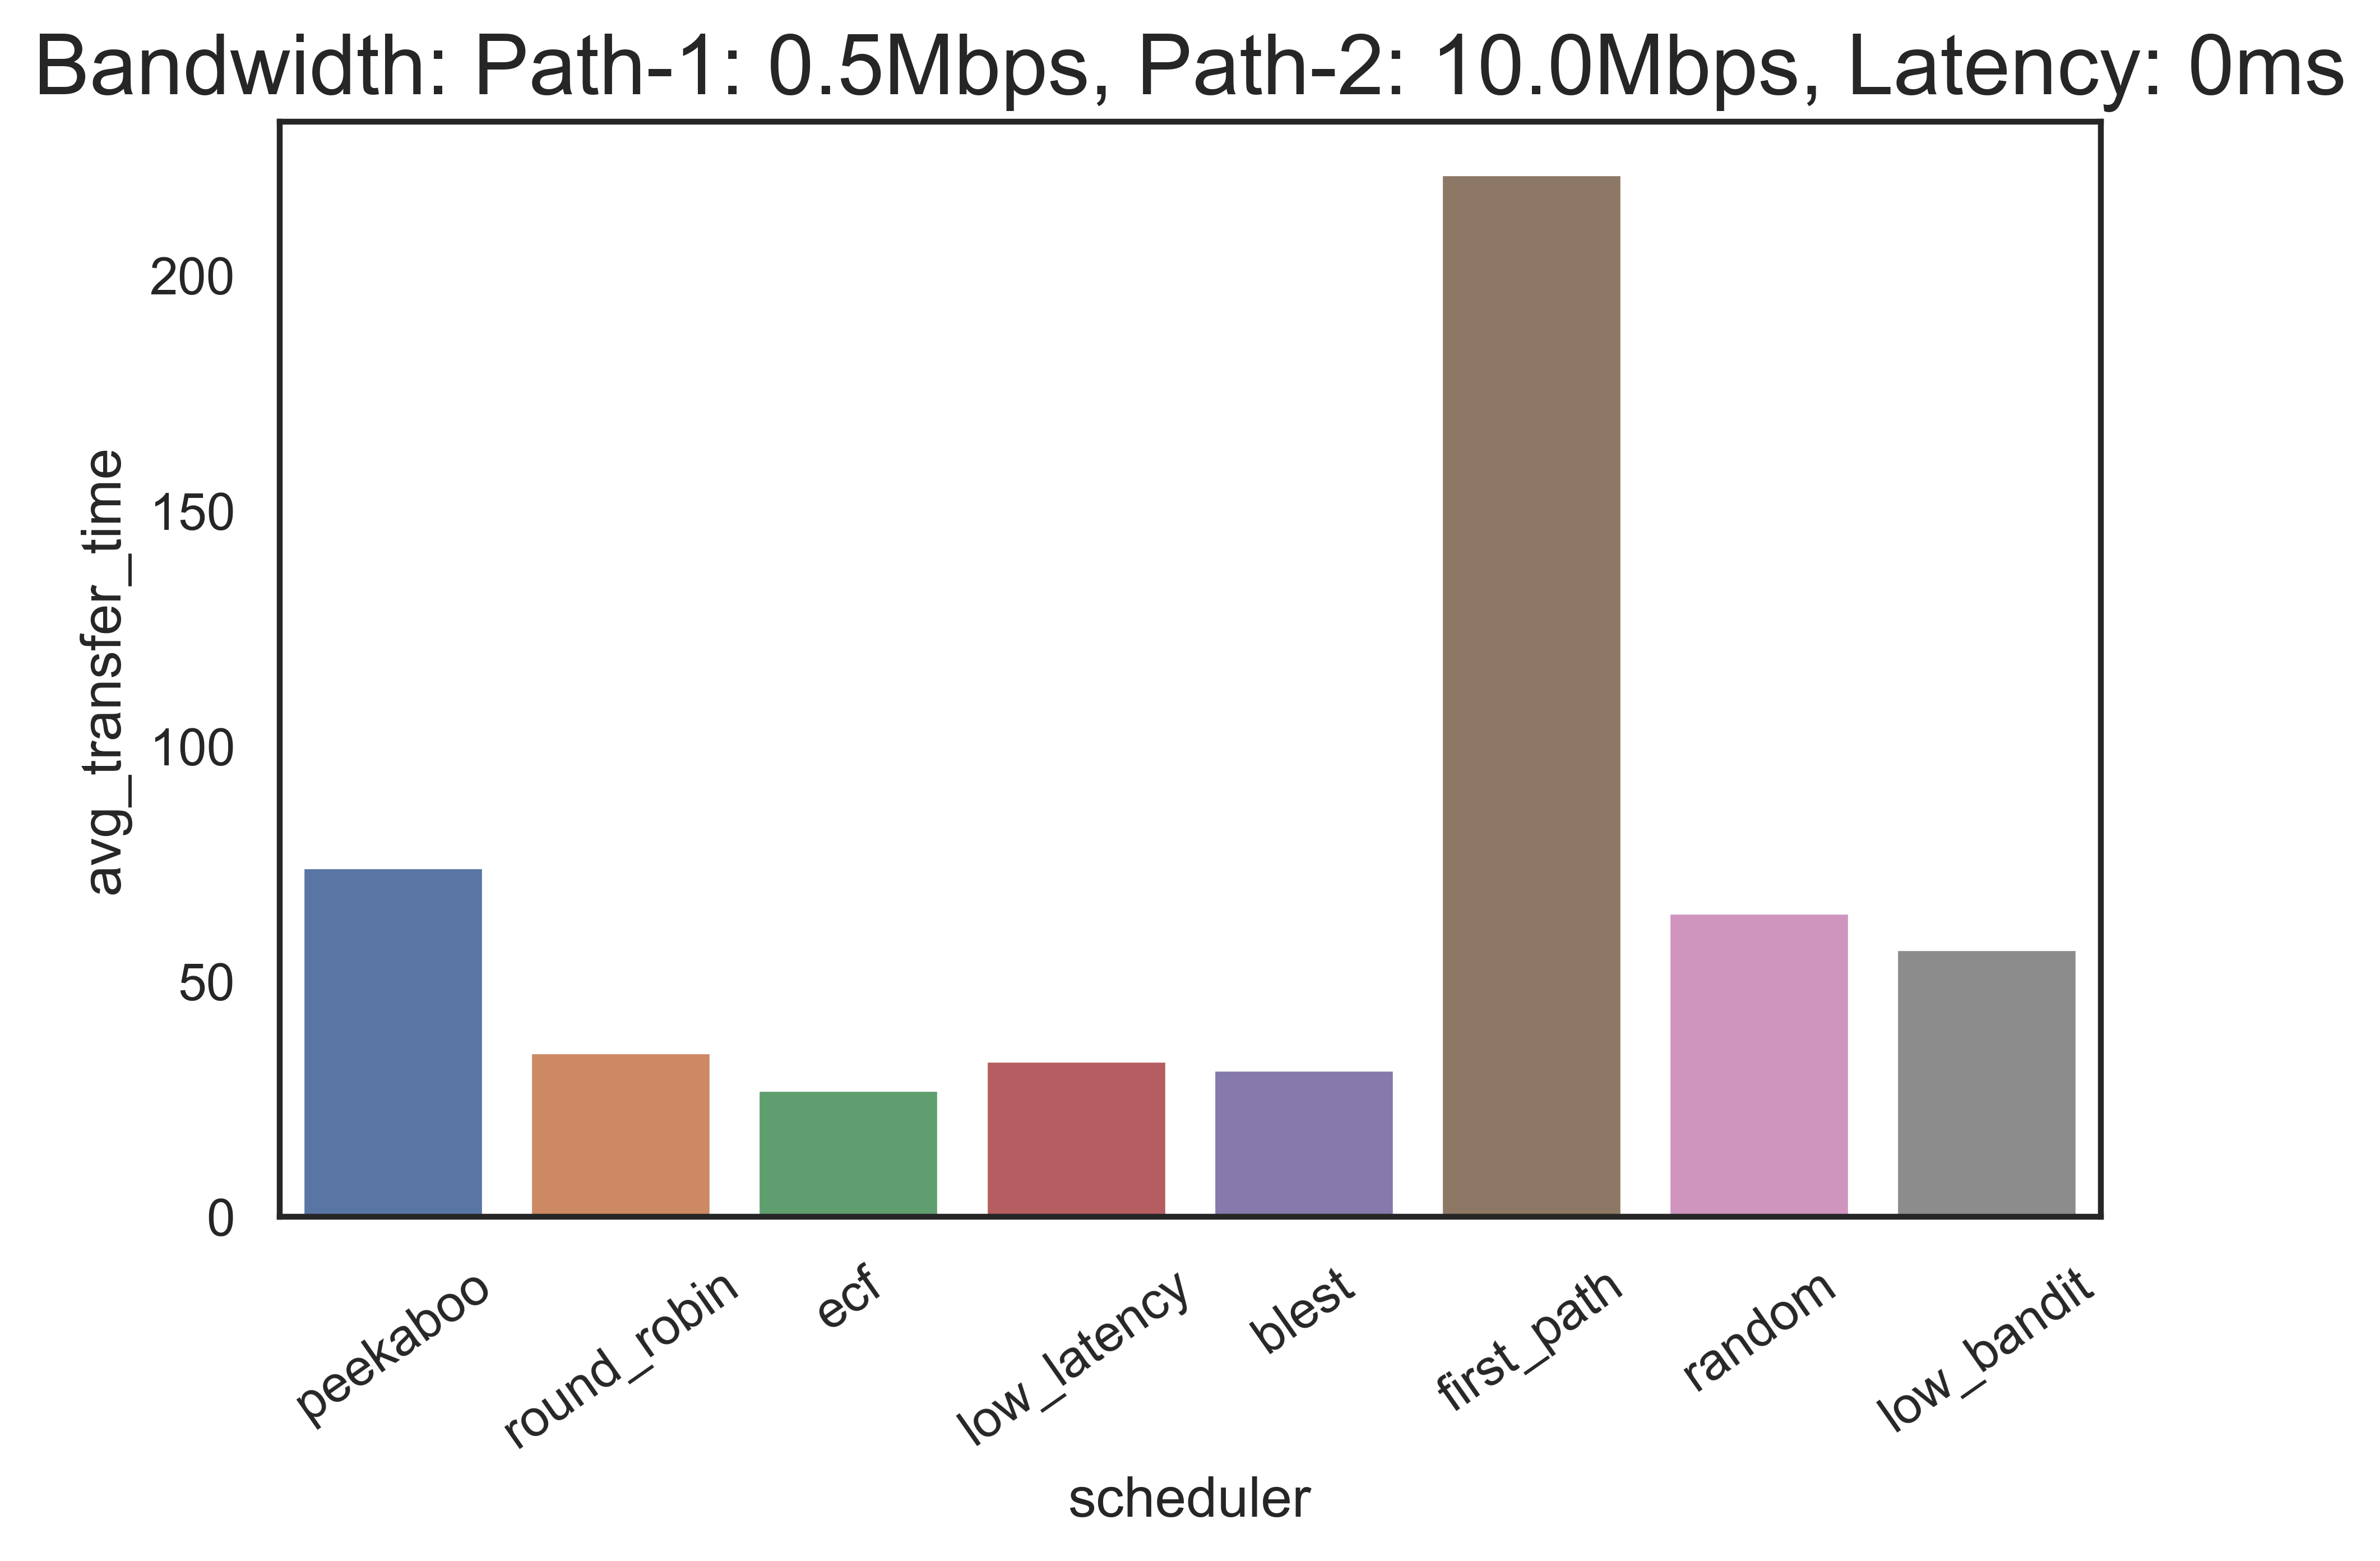 Bandwidth: Path-1: 0.5Mbps, Path-2: 10.0Mbps, Latency: 0ms
avg_transfer_time
200
150
100
50
0
peekaboo
round_robin
ecf
low_latency
blest
first_path
random
low_bandit
scheduler